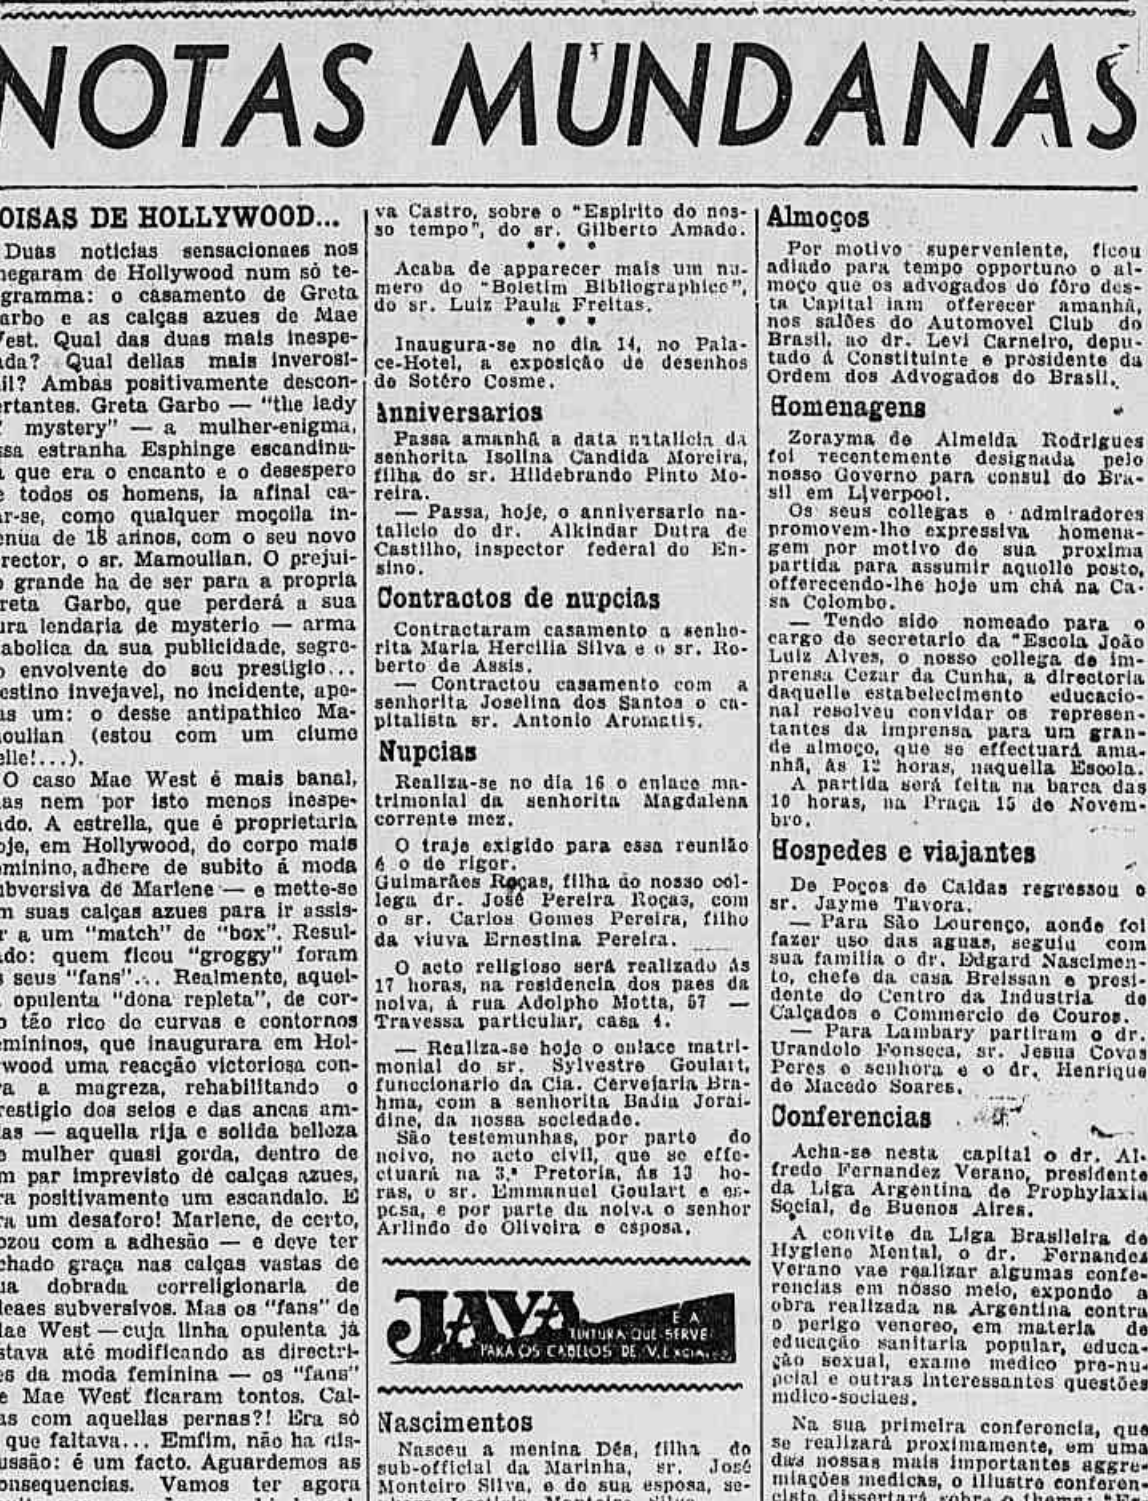 NOTAS MUNDANAS
OISAS DE HOLLYWOOD...
Duas noticias sensacionaes nos
hegaram de Hollywood num só te-
gramma: o casamento de Greta
arbo e as calças azues de Mae
est. Qual das duas mais inespe-
ada? Qual dellas mais inverosi-
il? Ambas positivamente descon-
ertantes. Greta Garbo — "the lady
mystery" — a mulher-enigma,
ssa estranha Esphinge escandina-
que era o encanto e o desespero
e todos os homens, ia afinal ca-
ar-se, como qualquer moçoila in-
enua de 18 annos, com o seu novo
rector, o sr. Mamoulian. O prejui-
o grande ha de ser para a propria
reta Garbo, que perderá a sua
ura lendaria de mysterio — arma
abolica da sua publicidade, segre-
o envolvente do seu prestigio...
estino invejavel, no incidente, ape-
as um: o desse antipathico Ma-
oulian (estou com um ciume
elle!...).
O caso Mae West é mais banal,
as nem por isto menos inespe-
ado. A estrella, que é proprietaria
oje, em Hollywood, do corpo mais
eminino, adhere de subito á moda
ubversiva de Marlene — e mette-se
m suas calças azues para ir assis-
r a um "match" de "box". Resul-
ado: quem ficou "groggy" foram
s seus "fans"... Realmente, aquel-
opulenta "dona repleta", de cor-
o tão rico de curvas e contornos
emininos, que inaugurara em Hol-
wood uma reacção victoriosa con-
ra a magreza, rehabilitando o
restigio dos seios e das ancas am-
las — aquella rija e solida belleza
e mulher quasi gorda, dentro de
m par imprevisto de calças azues,
ra positivamente um escandalo. E
ra um desaforo! Marlene, de certo,
ozou com a adhesão — e deve ter
chado graça nas calças vastas de
ua dobrada correligionaria de
deaes subversivos. Mas os "fans" de
Mae West — cuja linha opulenta já
stava até modificando as directri-
es da moda feminina — os "fans"
e Mae West ficaram tontos. Cal-
as com aquellas pernas?! Era só
que faltava... Emfim, não ha dis-
ussão: é um facto. Aguardemos as
onsequencias. Vamos ter agora
va Castro, sobre o "Espirito do nos-
so tempo", do sr. Gilberto Amado.
* * *
Acaba de apparecer mais um nu-
mero do "Boletim Bibliographico",
do sr. Luiz Paula Freitas.
* * *
Inaugura-se no dia 14, no Pala-
ce-Hotel, a exposição de desenhos
de Sotéro Cosme.
Anniversarios
Passa amanhã a data natalicia da
senhorita Isolina Candida Moreira,
filha do sr. Hildebrando Pinto Mo-
reira.
— Passa, hoje, o anniversario na-
talicio do dr. Alkindar Dutra de
Castilho, inspector federal do En-
sino.
Contractos de nupcias
Contractaram casamento a senho-
rita Maria Hercilia Silva e o sr. Ro-
berto de Assis.
— Contractou casamento com a
senhorita Joselina dos Santos o ca-
pitalista sr. Antonio Aromatis.
Nupcias
Realiza-se no dia 16 o enlace ma-
trimonial da senhorita Magdalena
corrente mez.
O traje exigido para essa reunião
é o de rigor.
Guimarães Roças, filha do nosso col-
lega dr. José Pereira Roças, com
o sr. Carlos Gomes Pereira, filho
da viuva Ernestina Pereira.
O acto religioso será realizado ás
17 horas, na residencia dos paes da
noiva, á rua Adolpho Motta, 57 —
Travessa particular, casa 4.
— Realiza-se hoje o enlace matri-
monial do sr. Sylvestre Goulart,
funccionario da Cia. Cervejaria Bra-
hma, com a senhorita Badia Jorai-
dine, da nossa sociedade.
São testemunhas, por parte do
noivo, no acto civil, que se effe-
ctuará na 3.ª Pretoria, ás 13 ho-
ras, o sr. Emmanuel Goulart e es-
posa, e por parte da noiva o senhor
Arlindo de Oliveira e esposa.
JAVA
E A
TINTURA QUE SERVE
PARA OS CABELLOS DE
Nascimentos
Nasceu a menina Déa, filha do
sub-official da Marinha, sr. José
Monteiro Silva, e de sua esposa, se-
Almoços
Por motivo superveniente, ficou
adiado para tempo opportuno o al-
moço que os advogados do fôro des-
ta Capital iam offerecer amanhã,
nos salões do Automovel Club do
Brasil, ao dr. Levi Carneiro, depu-
tado á Constituinte e presidente da
Ordem dos Advogados do Brasil.
Homenagens
Zorayma de Almeida Rodrigues
foi recentemente designada pelo
nosso Governo para consul do Bra-
sil em Liverpool.
Os seus collegas e admiradores
promovem-lhe expressiva homena-
gem por motivo de sua proxima
partida para assumir aquelle posto,
offerecendo-lhe hoje um chá na Ca-
sa Colombo.
— Tendo sido nomeado para o
cargo de secretario da "Escola João
Luiz Alves, o nosso collega de im-
prensa Cezar da Cunha, a directoria
daquelle estabelecimento educacio-
nal resolveu convidar os represen-
tantes da imprensa para um gran-
de almoço, que se effectuará ama-
nhã, ás 12 horas, naquella Escola.
A partida será feita na barca das
10 horas, na Praça 15 de Novem-
bro.
Hospedes e viajantes
De Poços de Caldas regressou o
sr. Jayme Tavora.
— Para São Lourenço, aonde foi
fazer uso das aguas, seguiu com
sua familia o dr. Edgard Nascimen-
to, chefe da casa Breissan e presi-
dente do Centro da Industria de
Calçados e Commercio de Couros.
— Para Lambary partiram o dr.
Urandolo Fonseca, sr. Jesus Covas
Peres e senhora e o dr. Henrique
de Macedo Soares.
Conferencias
Acha-se nesta capital o dr. Al-
fredo Fernandez Verano, presidente
da Liga Argentina de Prophylaxia
Social, de Buenos Aires.
A convite da Liga Brasileira de
Hygiene Mental, o dr. Fernandes
Verano vae realizar algumas confe-
rencias em nosso meio, expondo a
obra realizada na Argentina contra
o perigo venereo, em materia de
educação sanitaria popular, educa-
ção sexual, exame medico pre-nu-
pcial e outras interessantes questões
mdico-sociaes.
Na sua primeira conferencia, que
se realizará proximamente, em uma
das nossas mais importantes aggre-
miações medicas, o illustre conferen-
cista dissertará sobre o thema: